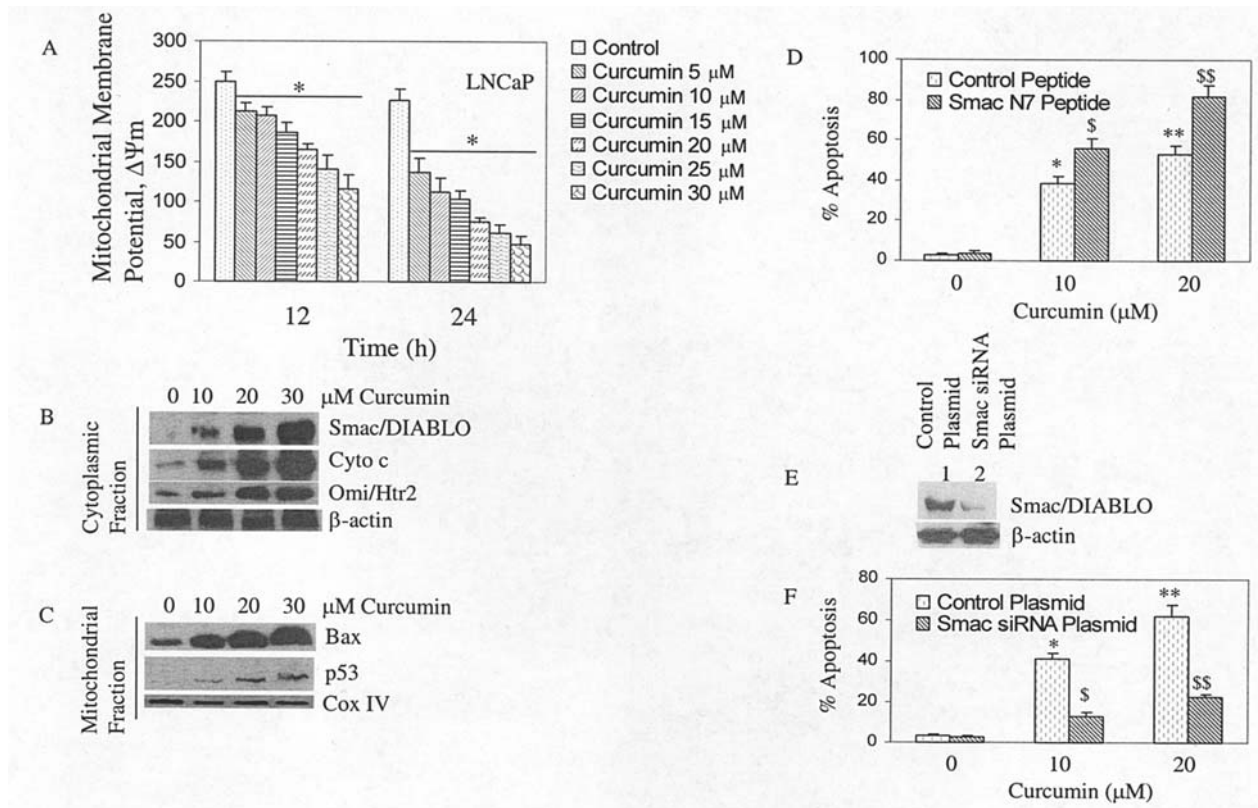 A
300
250
200
150
100
50
0
Mitochondrial Membrane
Potential, ΔΨm
*
*
LNCaP
12
24
Time (h)
Control
Curcumin 5 μM
Curcumin 10 μM
Curcumin 15 μM
Curcumin 20 μM
Curcumin 25 μM
Curcumin 30 μM
B
Cytoplasmic
Fraction
0 10 20 30 μM Curcumin
Smac/DIABLO
Cyto c
Omi/Htr2
β-actin
C
Mitochondrial
Fraction
0 10 20 30 μM Curcumin
Bax
p53
Cox IV
D
100
80
60
40
20
0
% Apoptosis
Control Peptide
Smac N7 Peptide
*
$
**
$$
0
10
20
Curcumin (μM)
E
Control
Plasmid
Smac siRNA
Plasmid
1 2
Smac/DIABLO
β-actin
F
80
60
40
20
0
% Apoptosis
Control Plasmid
Smac siRNA Plasmid
*
$
**
$$
0
10
20
Curcumin (μM)